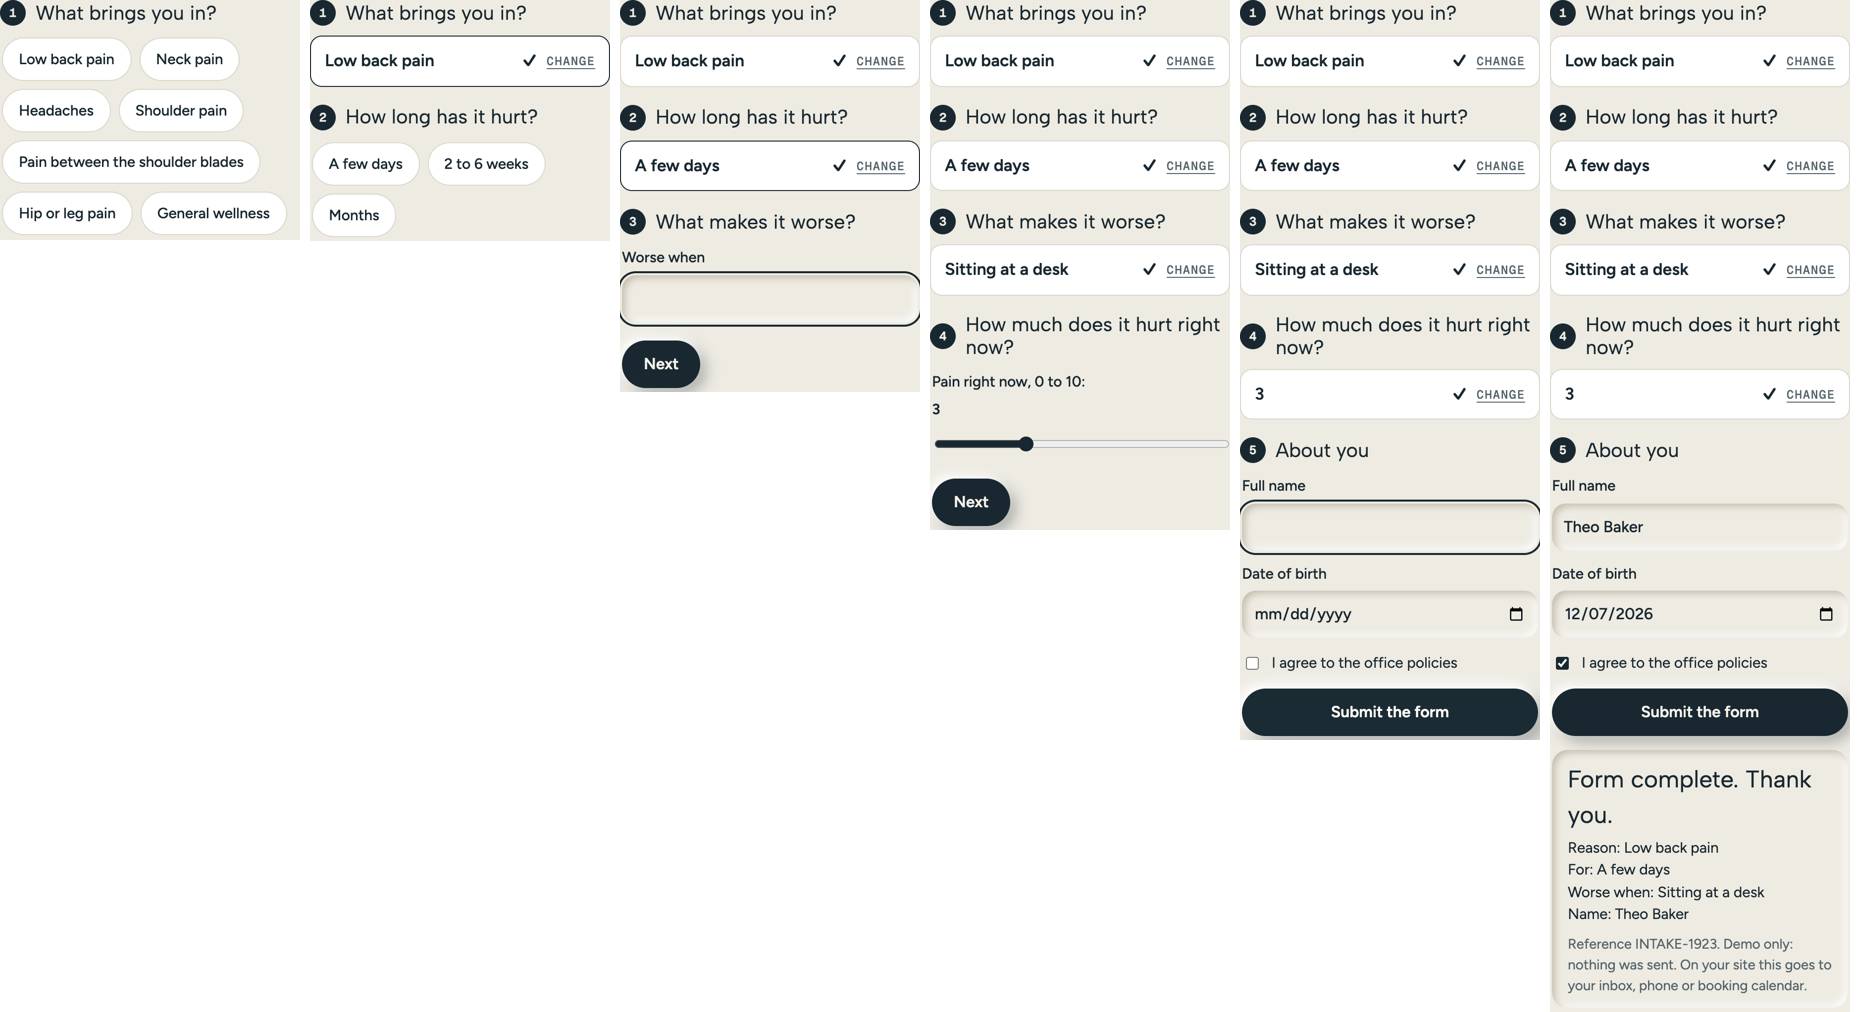 1 What brings you in?
Low back pain
Neck pain
Headaches
Shoulder pain
Pain between the shoulder blades
Hip or leg pain
General wellness
1 What brings you in?
Low back pain ✓ CHANGE
2 How long has it hurt?
A few days
2 to 6 weeks
Months
1 What brings you in?
Low back pain ✓ CHANGE
2 How long has it hurt?
A few days ✓ CHANGE
3 What makes it worse?
Worse when
Next
1 What brings you in?
Low back pain ✓ CHANGE
2 How long has it hurt?
A few days ✓ CHANGE
3 What makes it worse?
Sitting at a desk ✓ CHANGE
4 How much does it hurt right
now?
Pain right now, 0 to 10:
3
Next
1 What brings you in?
Low back pain ✓ CHANGE
2 How long has it hurt?
A few days ✓ CHANGE
3 What makes it worse?
Sitting at a desk ✓ CHANGE
4 How much does it hurt right
now?
3 ✓ CHANGE
5 About you
Full name
Date of birth
mm/dd/yyyy
I agree to the office policies
Submit the form
1 What brings you in?
Low back pain ✓ CHANGE
2 How long has it hurt?
A few days ✓ CHANGE
3 What makes it worse?
Sitting at a desk ✓ CHANGE
4 How much does it hurt right
now?
3 ✓ CHANGE
5 About you
Full name
Theo Baker
Date of birth
12/07/2026
I agree to the office policies
Submit the form
Form complete. Thank
you.
Reason: Low back pain
For: A few days
Worse when: Sitting at a desk
Name: Theo Baker
Reference INTAKE-1923. Demo only:
nothing was sent. On your site this goes to
your inbox, phone or booking calendar.